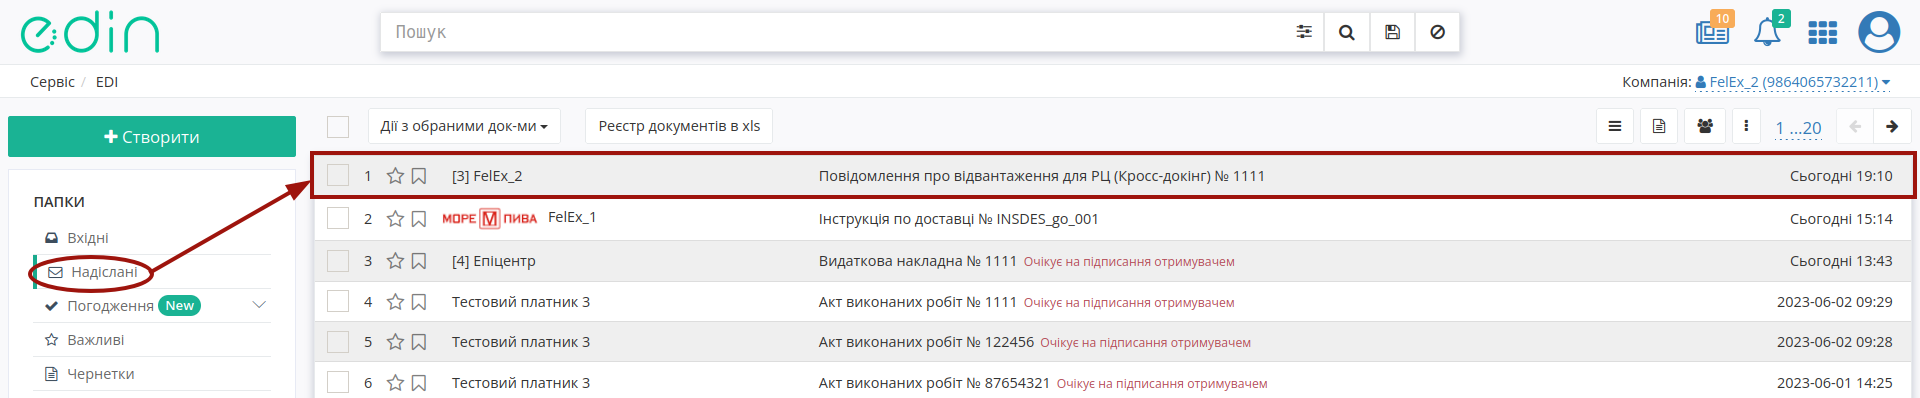 edin
Пошук
10
2
Сервіс / EDI
Компанія: FelEx_2 (9864065732211)
Створити
Дії з обраними док-ми
Реєстр документів в xls
1 ...20
ПАПКИ
Вхідні
Надіслані
Погодження New
Важливі
Чернетки
1 [3] FelEx_2 Повідомлення про відвантаження для РЦ (Кросс-докінг) № 1111 Сьогодні 19:10
2 МОРЕ М ПИВА FelEx_1 Інструкція по доставці № INSDES_go_001 Сьогодні 15:14
3 [4] Епіцентр Видаткова накладна № 1111 Очікує на підписання отримувачем Сьогодні 13:43
4 Тестовий платник 3 Акт виконаних робіт № 1111 Очікує на підписання отримувачем 2023-06-02 09:29
5 Тестовий платник 3 Акт виконаних робіт № 122456 Очікує на підписання отримувачем 2023-06-02 09:28
6 Тестовий платник 3 Акт виконаних робіт № 87654321 Очікує на підписання отримувачем 2023-06-01 14:25